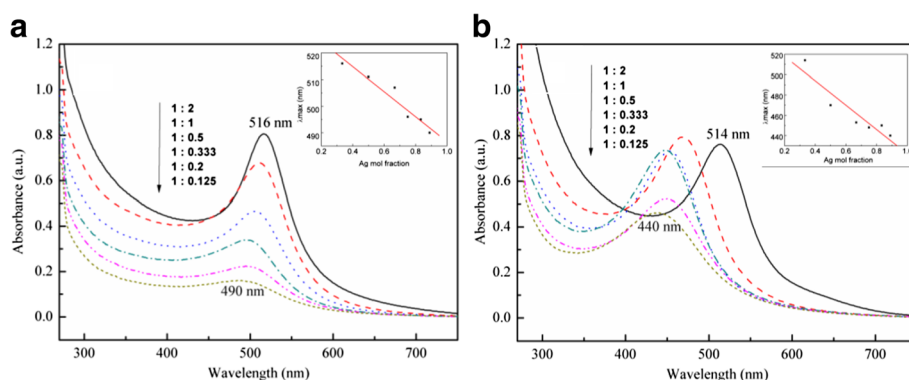 a
1.2
1.0
0.8
0.6
0.4
0.2
0.0
Absorbance (a.u.)
300
400
500
600
700
Wavelength (nm)
1 : 2
1 : 1
1 : 0.5
1 : 0.333
1 : 0.2
1 : 0.125
516 nm
490 nm
520
510
500
490
λmax (nm)
0.2
0.4
0.6
0.8
1.0
Ag mol fraction
b
1.2
1.0
0.8
0.6
0.4
0.2
0.0
Absorbance (a.u.)
300
400
500
600
700
Wavelength (nm)
1 : 2
1 : 1
1 : 0.5
1 : 0.333
1 : 0.2
1 : 0.125
514 nm
440 nm
520
500
480
460
440
λmax (nm)
0.2
0.4
0.6
0.8
1.0
Ag mol fraction